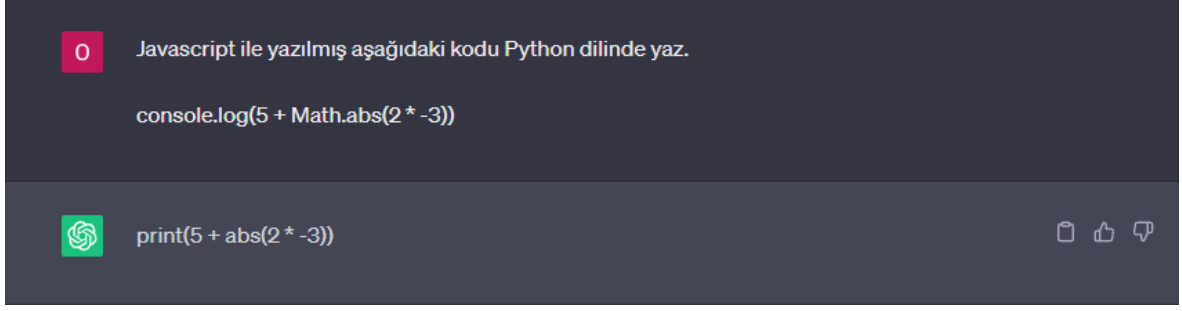 O
Javascript ile yazılmış aşağıdaki kodu Python dilinde yaz.
console.log(5 + Math.abs(2 * -3))
print(5 + abs(2 * -3))